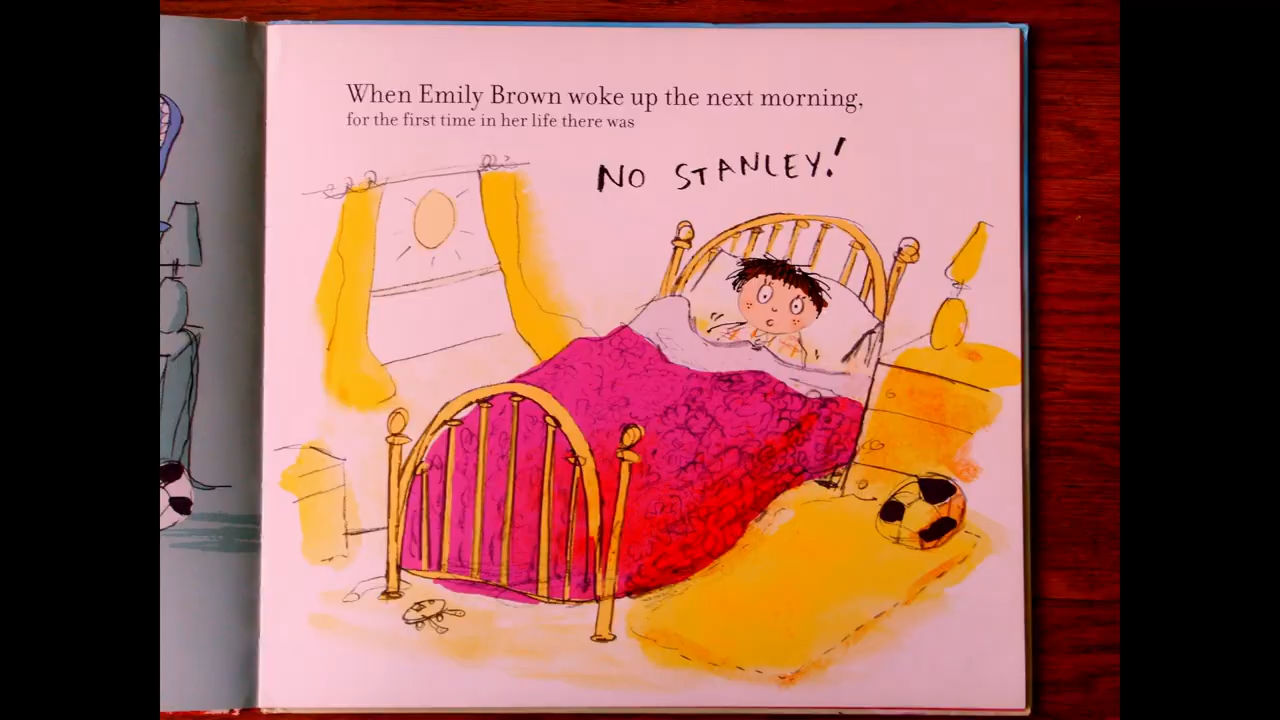 When Emily Brown woke up the next morning,
for the first time in her life there was
NO STANLEY!